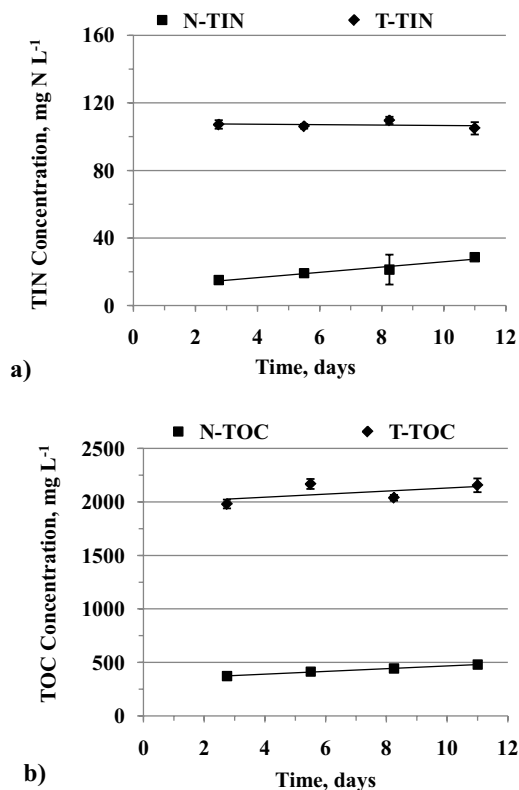 N-TIN T-TIN
TIN Concentration, mg N L-1
160
120
80
40
0
0 2 4 6 8 10 12
Time, days
a)
N-TOC T-TOC
TOC Concentration, mg L-1
2500
2000
1500
1000
500
0
0 2 4 6 8 10 12
Time, days
b)